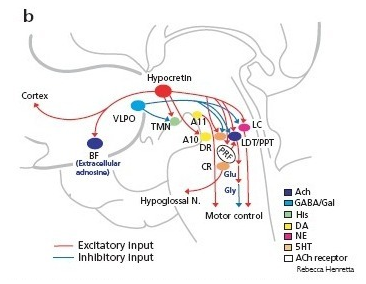 b
Hypocretin
Cortex
VLPO
TMN
A11
LC
A10
DR
LDT/PPT
BF
(Extracellular
adnosine)
PRF
CR
Glu
Gly
Hypoglossal N.
Motor control
Excitatory input
Inhibitory input
Ach
GABA/Gal
His
DA
NE
5HT
ACh receptor
Rebecca Henretta